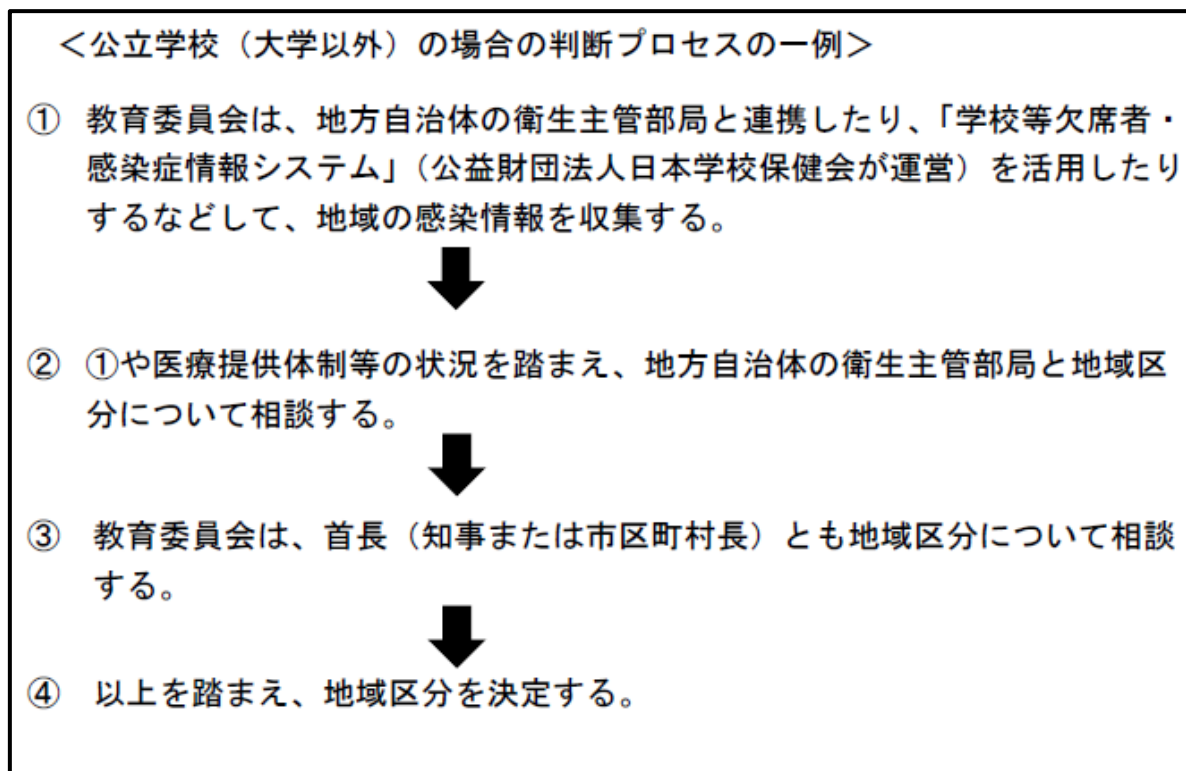 ＜公立学校（大学以外）の場合の判断プロセスの一例＞
① 教育委員会は、地方自治体の衛生主管部局と連携したり、「学校等欠席者・
感染症情報システム」（公益財団法人日本学校保健会が運営）を活用したり
するなどして、地域の感染情報を収集する。
② ①や医療提供体制等の状況を踏まえ、地方自治体の衛生主管部局と地域区
分について相談する。
③ 教育委員会は、首長（知事または市区町村長）とも地域区分について相談
する。
④ 以上を踏まえ、地域区分を決定する。